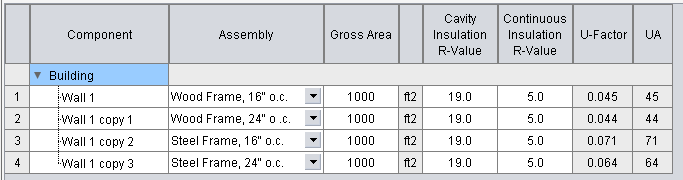 Component Assembly Gross Area Cavity Insulation R-Value Continuous Insulation R-Value U-Factor UA
Building
1 Wall 1 Wood Frame, 16" o.c. 1000 ft2 19.0 5.0 0.045 45
2 Wall 1 copy 1 Wood Frame, 24" o .c. 1000 ft2 19.0 5.0 0.044 44
3 Wall 1 copy 2 Steel Frame, 16" o.c. 1000 ft2 19.0 5.0 0.071 71
4 Wall 1 copy 3 Steel Frame, 24" o.c. 1000 ft2 19.0 5.0 0.064 64